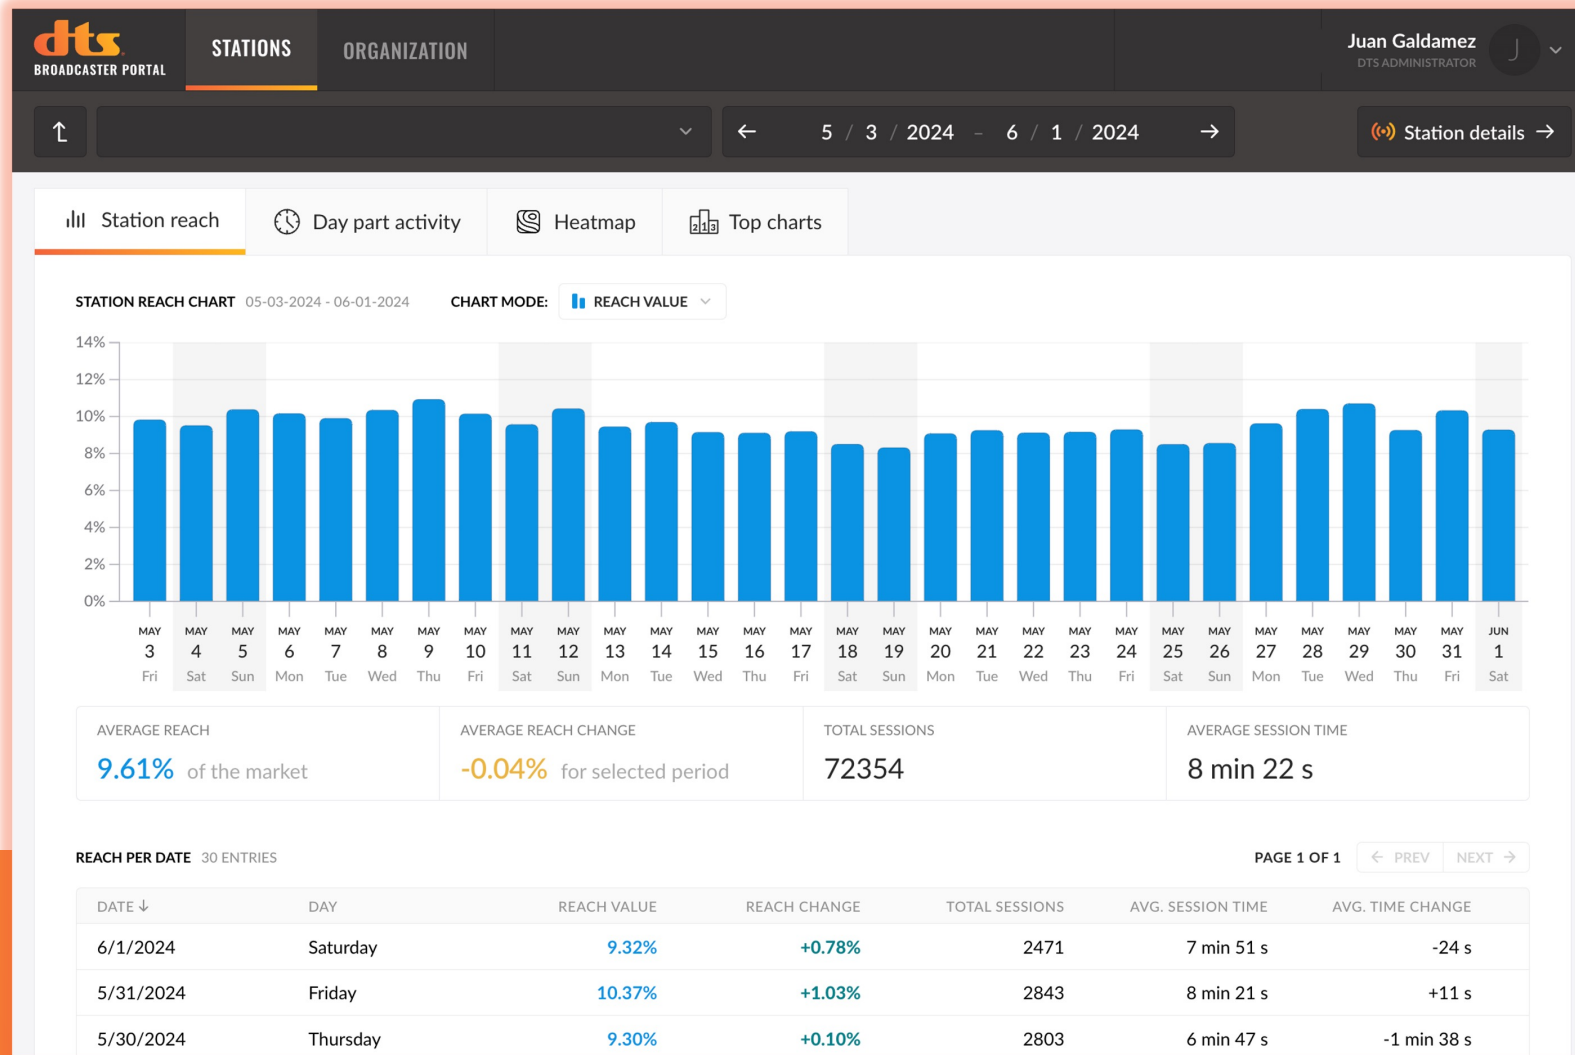 dts
BROADCASTER PORTAL
STATIONS
ORGANIZATION
Juan Galdamez
DTS ADMINISTRATOR
J
5 / 3 / 2024 – 6 / 1 / 2024
Station details
Station reach
Day part activity
Heatmap
213 Top charts
STATION REACH CHART 05-03-2024 - 06-01-2024 CHART MODE: REACH VALUE
14%
12%
10%
8%
6%
4%
2%
0%
MAY MAY MAY MAY MAY MAY MAY MAY MAY MAY MAY MAY MAY MAY MAY MAY MAY MAY MAY MAY MAY MAY MAY MAY MAY MAY MAY MAY MAY JUN
3 4 5 6 7 8 9 10 11 12 13 14 15 16 17 18 19 20 21 22 23 24 25 26 27 28 29 30 31 1
Fri Sat Sun Mon Tue Wed Thu Fri Sat Sun Mon Tue Wed Thu Fri Sat Sun Mon Tue Wed Thu Fri Sat Sun Mon Tue Wed Thu Fri Sat
AVERAGE REACH
9.61% of the market
AVERAGE REACH CHANGE
-0.04% for selected period
TOTAL SESSIONS
72354
AVERAGE SESSION TIME
8 min 22 s
REACH PER DATE 30 ENTRIES PAGE 1 OF 1 ← PREV NEXT →
DATE ↓ DAY REACH VALUE REACH CHANGE TOTAL SESSIONS AVG. SESSION TIME AVG. TIME CHANGE
6/1/2024 Saturday 9.32% +0.78% 2471 7 min 51 s -24 s
5/31/2024 Friday 10.37% +1.03% 2843 8 min 21 s +11 s
5/30/2024 Thursday 9.30% +0.10% 2803 6 min 47 s -1 min 38 s